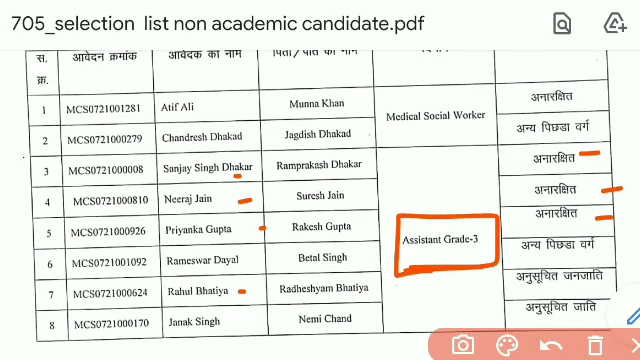 705_selection list non academic candidate.pdf
स. आवेदन क्रमांक आवेदक का नाम पिता/पति का नाम
क्र.
1 MCS0721001281 Atif Ali Munna Khan Medical Social Worker अनारक्षित
2 MCS0721000279 Chandresh Dhakad Jagdish Dhakad अन्य पिछडा वर्ग
3 MCS0721000008 Sanjay Singh Dhakar Ramprakash Dhakar Assistant Grade-3 अनारक्षित
4 MCS0721000810 Neeraj Jain Suresh Jain अनारक्षित
5 MCS0721000926 Priyanka Gupta Rakesh Gupta अनारक्षित
6 MCS0721001092 Rameswar Dayal Betal Singh अन्य पिछडा वर्ग
7 MCS0721000624 Rahul Bhatiya Radheshyam Bhatiya अनुसूचित जनजाति
8 MCS0721000170 Janak Singh Nemi Chand अनुसूचित जाति